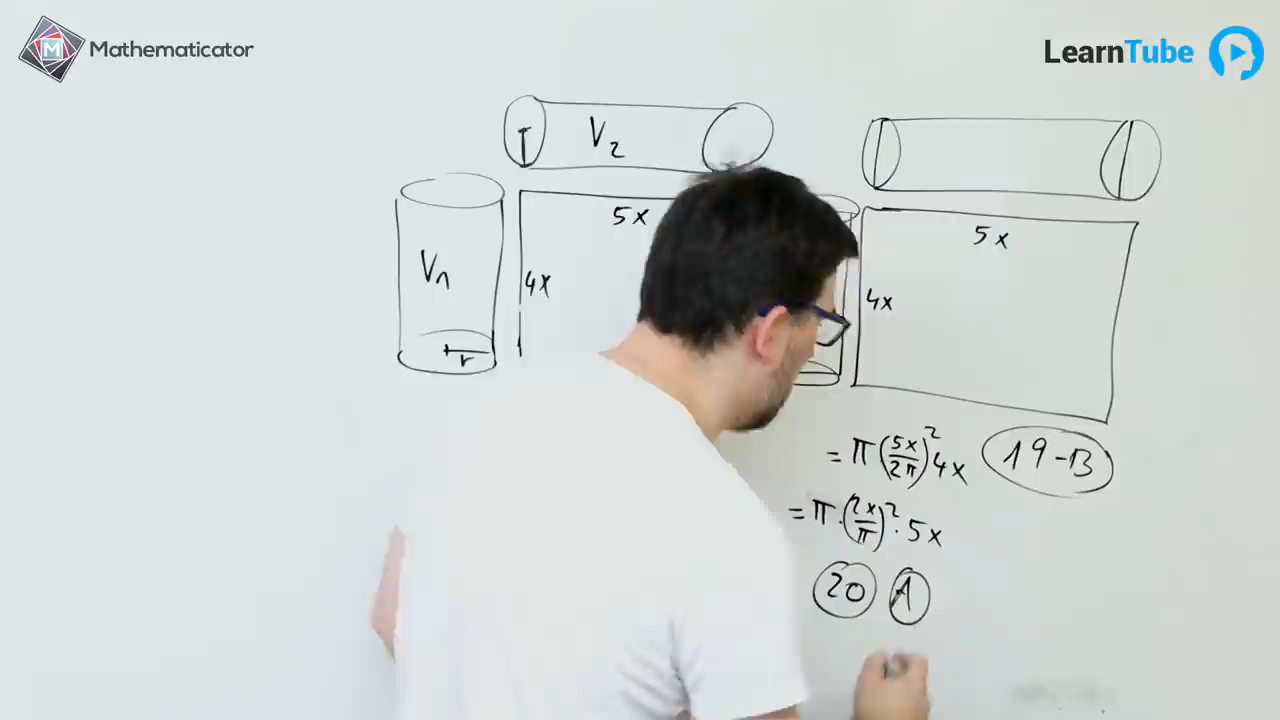 Mathematicator
LearnTube
V₂
5x
4x
V₁
r
5x
4x
= π (5x/2π)² 4x
19-B
= π · (2x/π)² · 5x
20 A